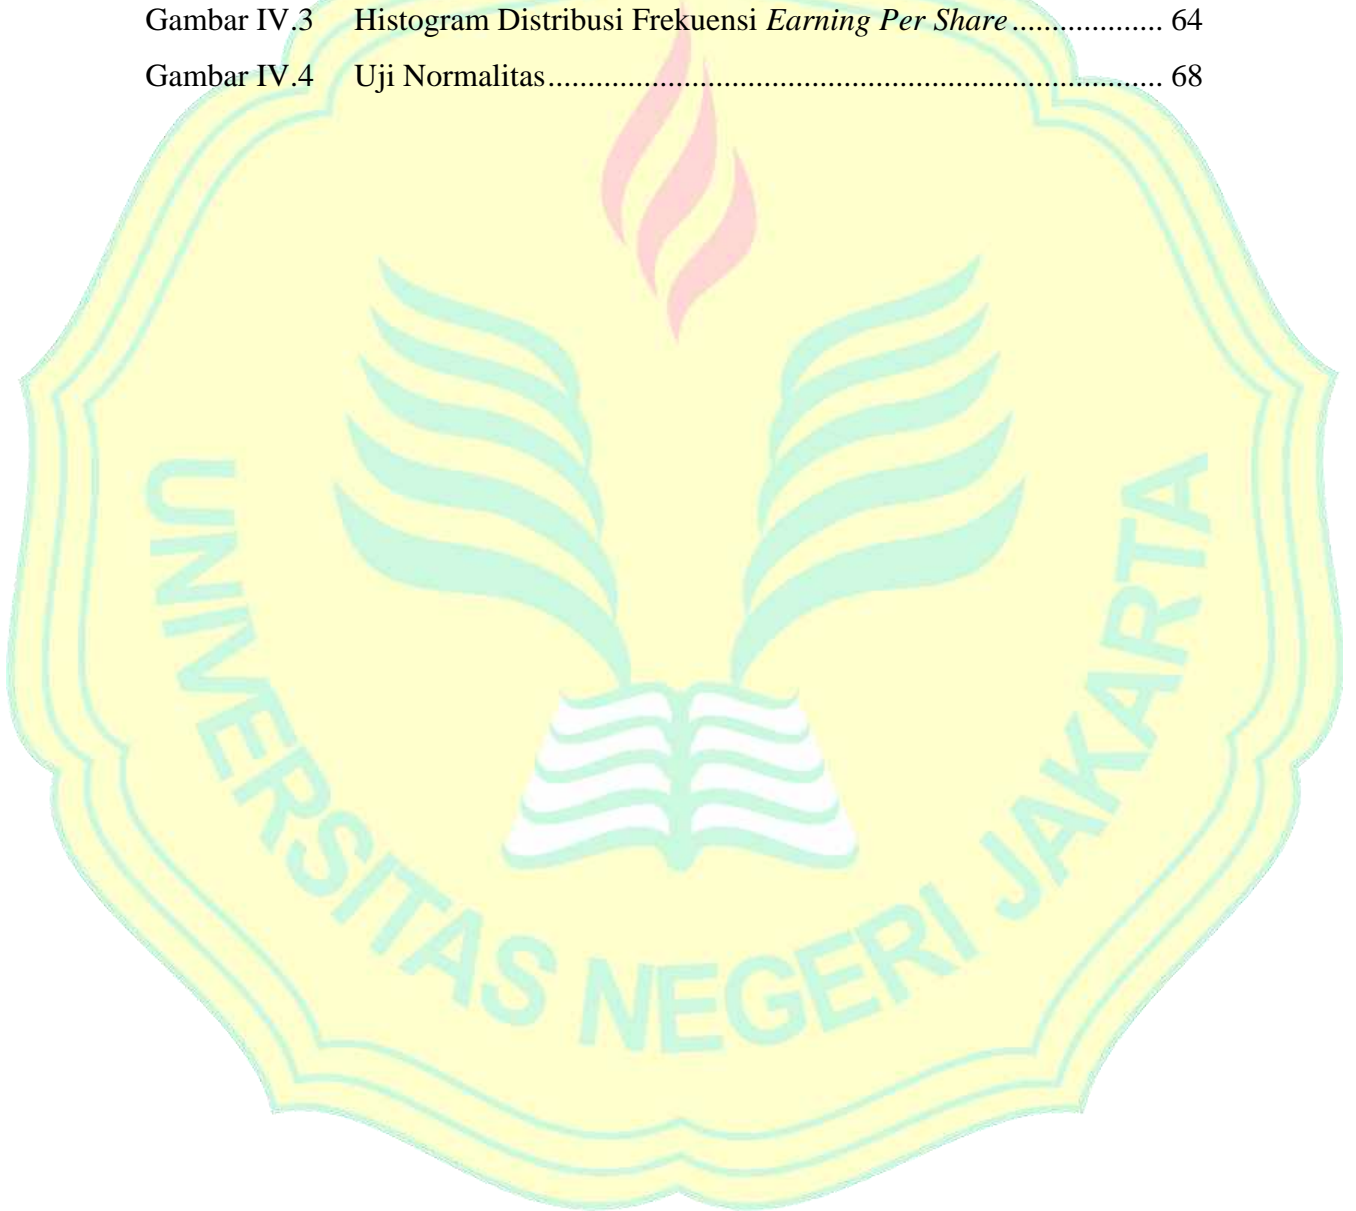 Gambar IV.3 Histogram Distribusi Frekuensi Earning Per Share.................. 64
Gambar IV.4 Uji Normalitas............................................................................. 68
UNIVERSITAS NEGERI JAKARTA